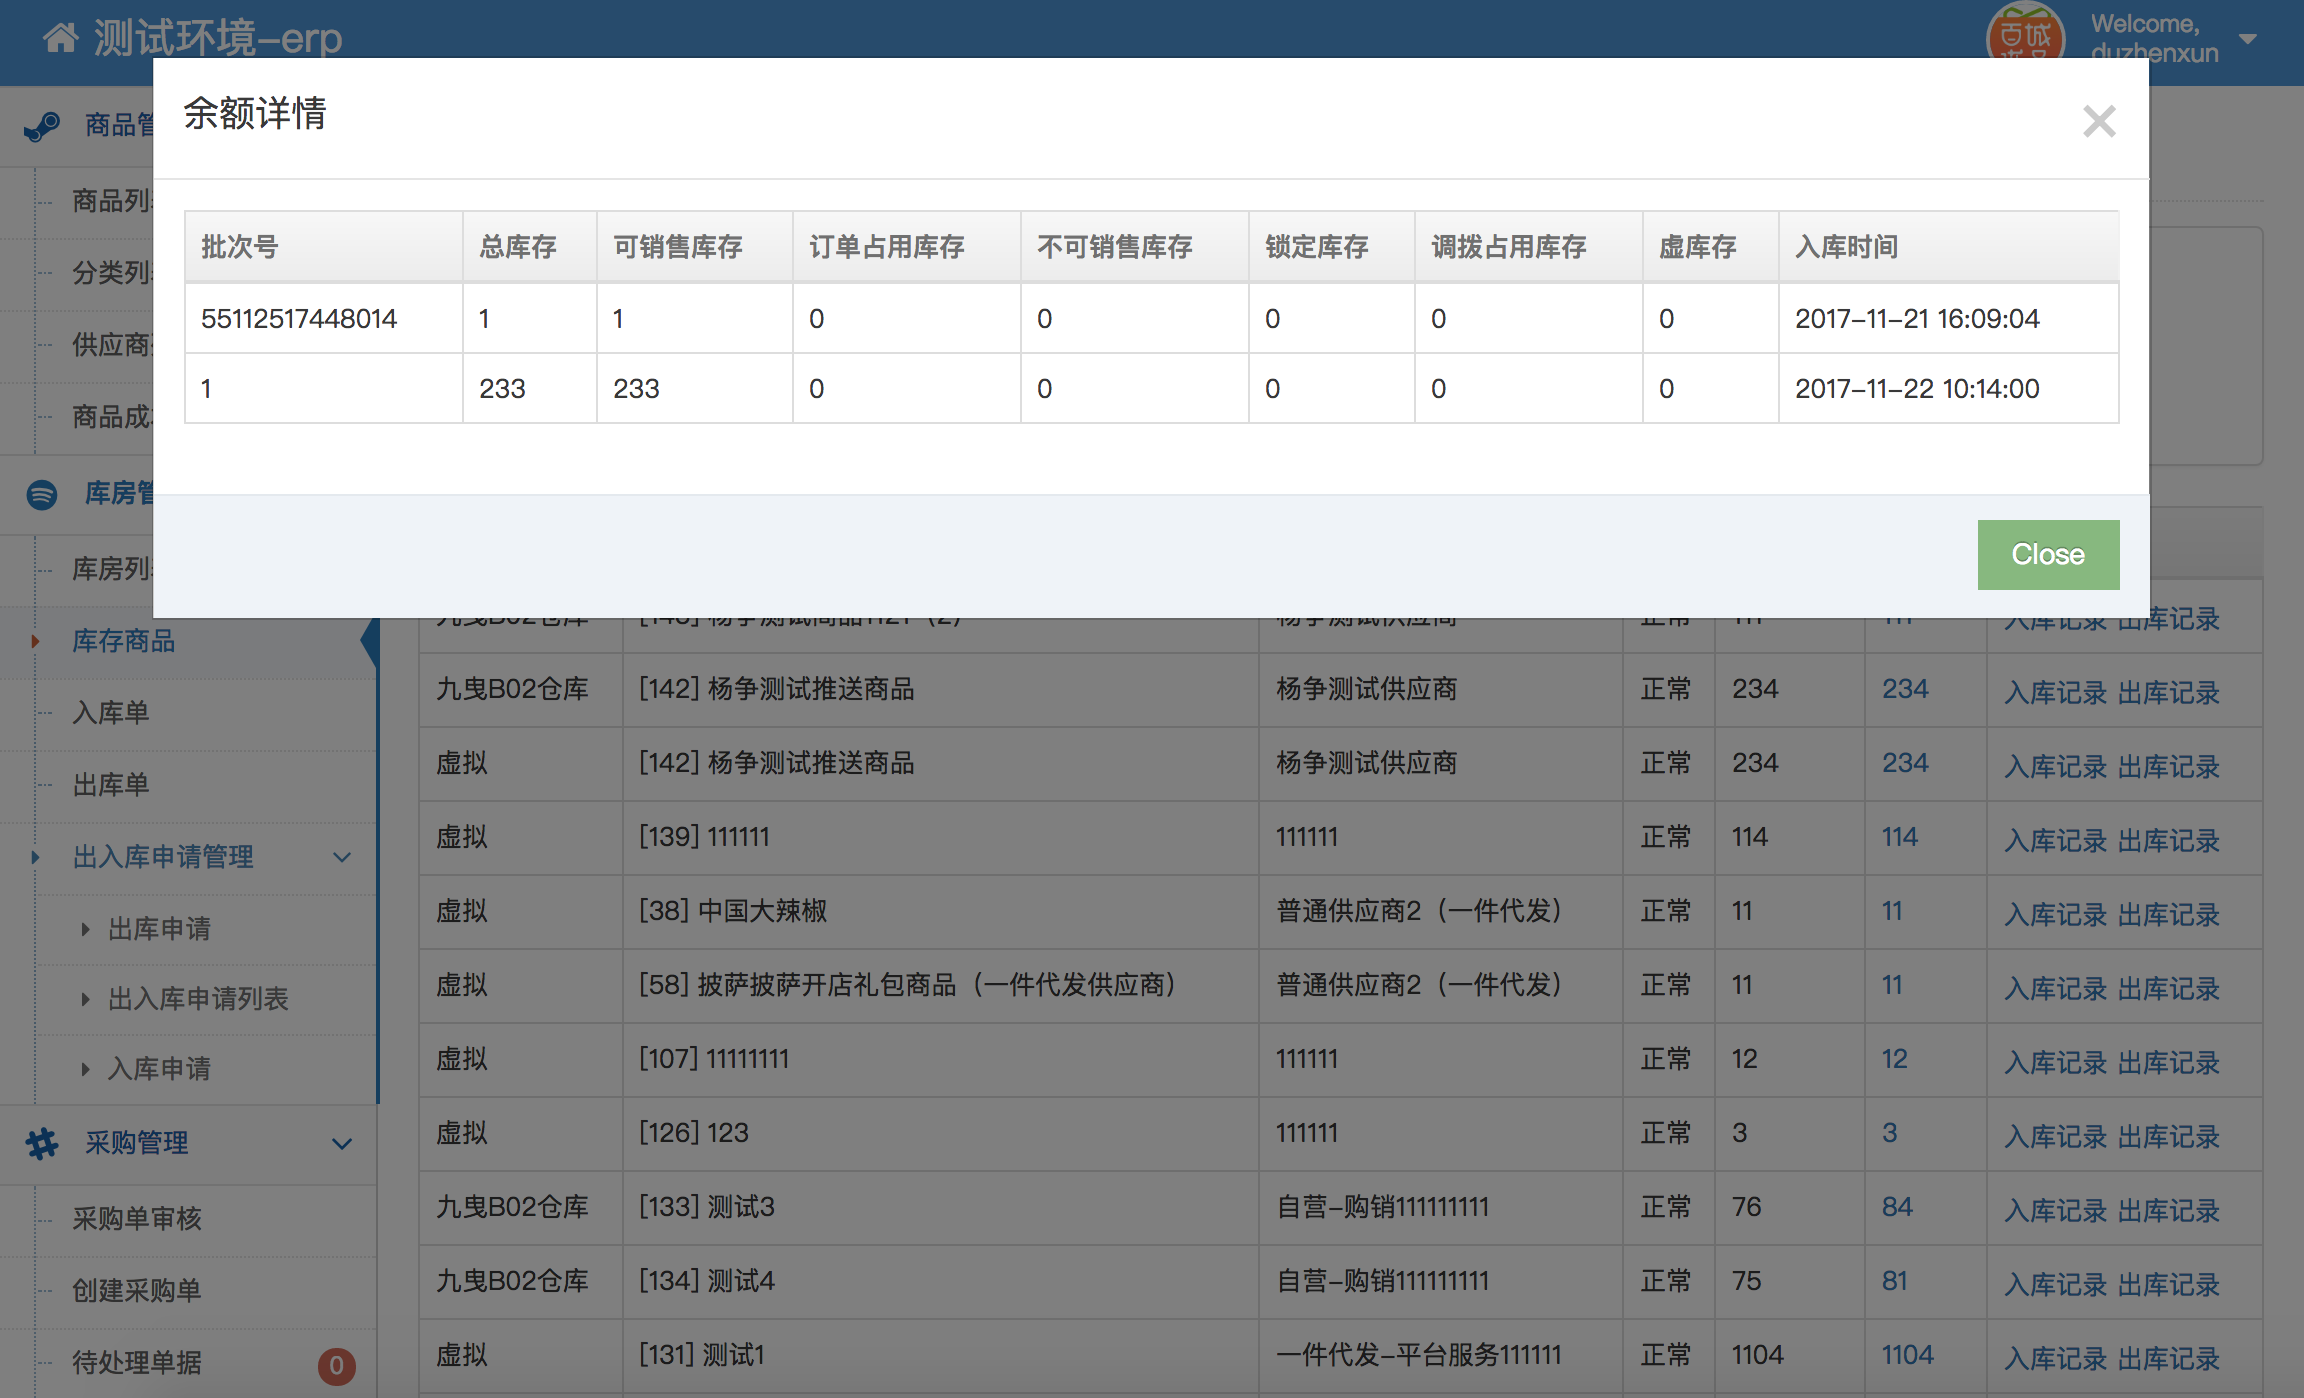 测试环境-erp
Welcome,
duzhenxun
余额详情
批次号 总库存 可销售库存 订单占用库存 不可销售库存 锁定库存 调拨占用库存 虚库存 入库时间
55112517448014 1 1 0 0 0 0 0 2017-11-21 16:09:04
1 233 233 0 0 0 0 0 2017-11-22 10:14:00
Close
商品管
商品列
分类列
供应商
商品成
库房管
库房列
库存商品
入库单
出库单
出入库申请管理
出库申请
出入库申请列表
入库申请
采购管理
采购单审核
创建采购单
待处理单据 0
入库记录 出库记录
九曳B02仓库 [142] 杨争测试推送商品 杨争测试供应商 正常 234 234 入库记录 出库记录
虚拟 [142] 杨争测试推送商品 杨争测试供应商 正常 234 234 入库记录 出库记录
虚拟 [139] 111111 111111 正常 114 114 入库记录 出库记录
虚拟 [38] 中国大辣椒 普通供应商2（一件代发） 正常 11 11 入库记录 出库记录
虚拟 [58] 披萨披萨开店礼包商品（一件代发供应商） 普通供应商2（一件代发） 正常 11 11 入库记录 出库记录
虚拟 [107] 11111111 111111 正常 12 12 入库记录 出库记录
虚拟 [126] 123 111111 正常 3 3 入库记录 出库记录
九曳B02仓库 [133] 测试3 自营-购销111111111 正常 76 84 入库记录 出库记录
九曳B02仓库 [134] 测试4 自营-购销111111111 正常 75 81 入库记录 出库记录
虚拟 [131] 测试1 一件代发-平台服务111111 正常 1104 1104 入库记录 出库记录